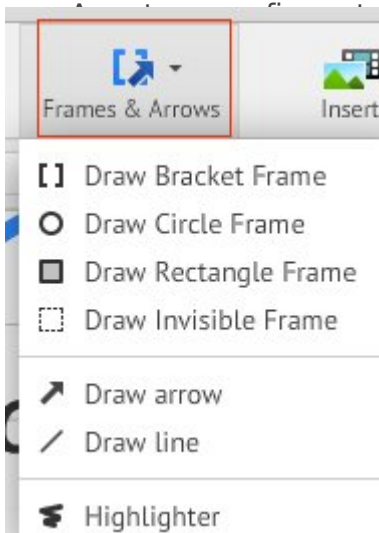 Frames & Arrows
Insert
Draw Bracket Frame
Draw Circle Frame
Draw Rectangle Frame
Draw Invisible Frame
Draw arrow
Draw line
Highlighter